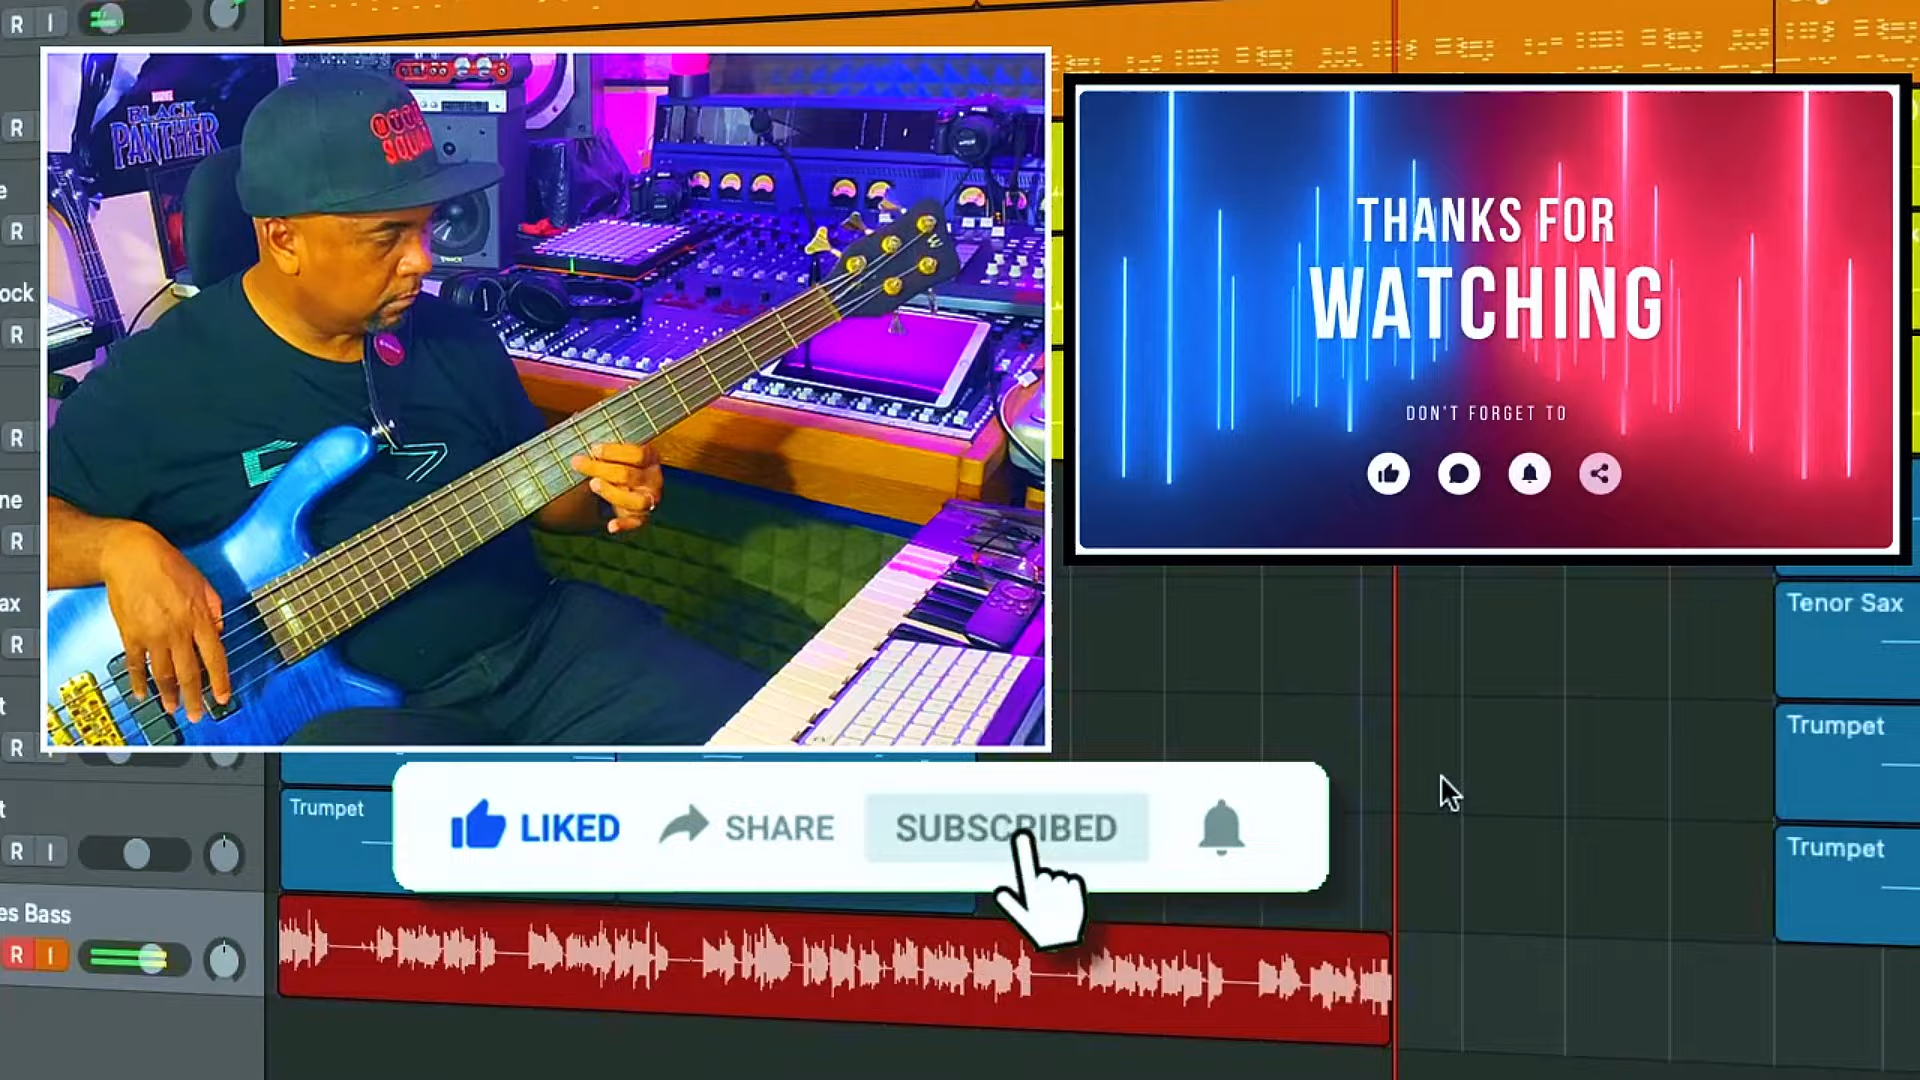 R I
MARVEL
BLACK
PANTHER
R
e
R
ock
R
R
ne
R
ax
R
t
R
t
R I
es Bass
R I
THANKS FOR
WATCHING
DON'T FORGET TO
Tenor Sax
Trumpet
Trumpet
Trumpet
LIKED SHARE SUBSCRIBED